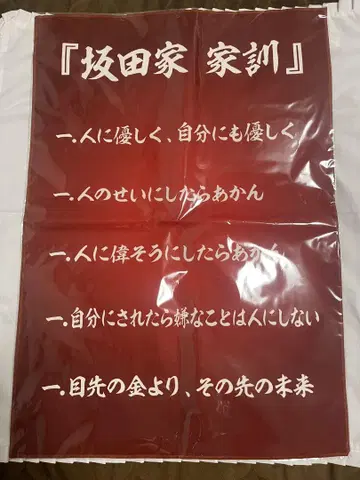 『坂田家 家訓』
一.人に優しく、自分にも優しく
一.人のせいにしたらあかん
一.人に偉そうにしたらあかん
一.自分にされたら嫌なことは人にしない
一.目先の金より、その先の未来